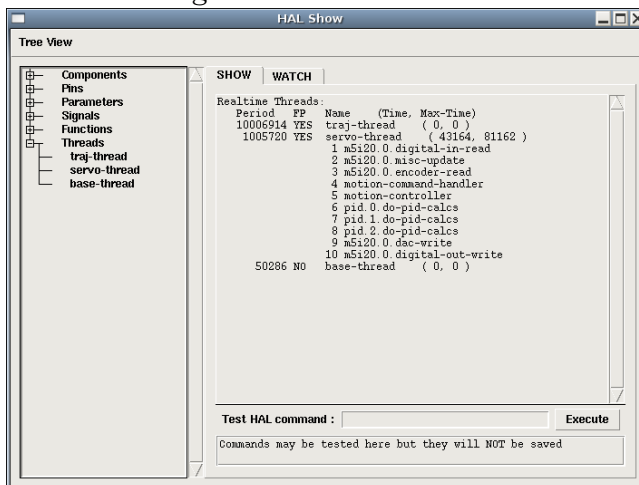 HAL Show
Tree View
Components
Pins
Parameters
Signals
Functions
Threads
traj-thread
servo-thread
base-thread
SHOW WATCH
Realtime Threads:
Period FP Name (Time, Max-Time)
10006914 YES traj-thread ( 0, 0 )
1005720 YES servo-thread ( 43164, 81162 )
1 m5i20.0.digital-in-read
2 m5i20.0.misc-update
3 m5i20.0.encoder-read
4 motion-command-handler
5 motion-controller
6 pid.0.do-pid-calcs
7 pid.1.do-pid-calcs
8 pid.2.do-pid-calcs
9 m5i20.0.dac-write
10 m5i20.0.digital-out-write
50286 NO base-thread ( 0, 0 )
Test HAL command : Execute
Commands may be tested here but they will NOT be saved